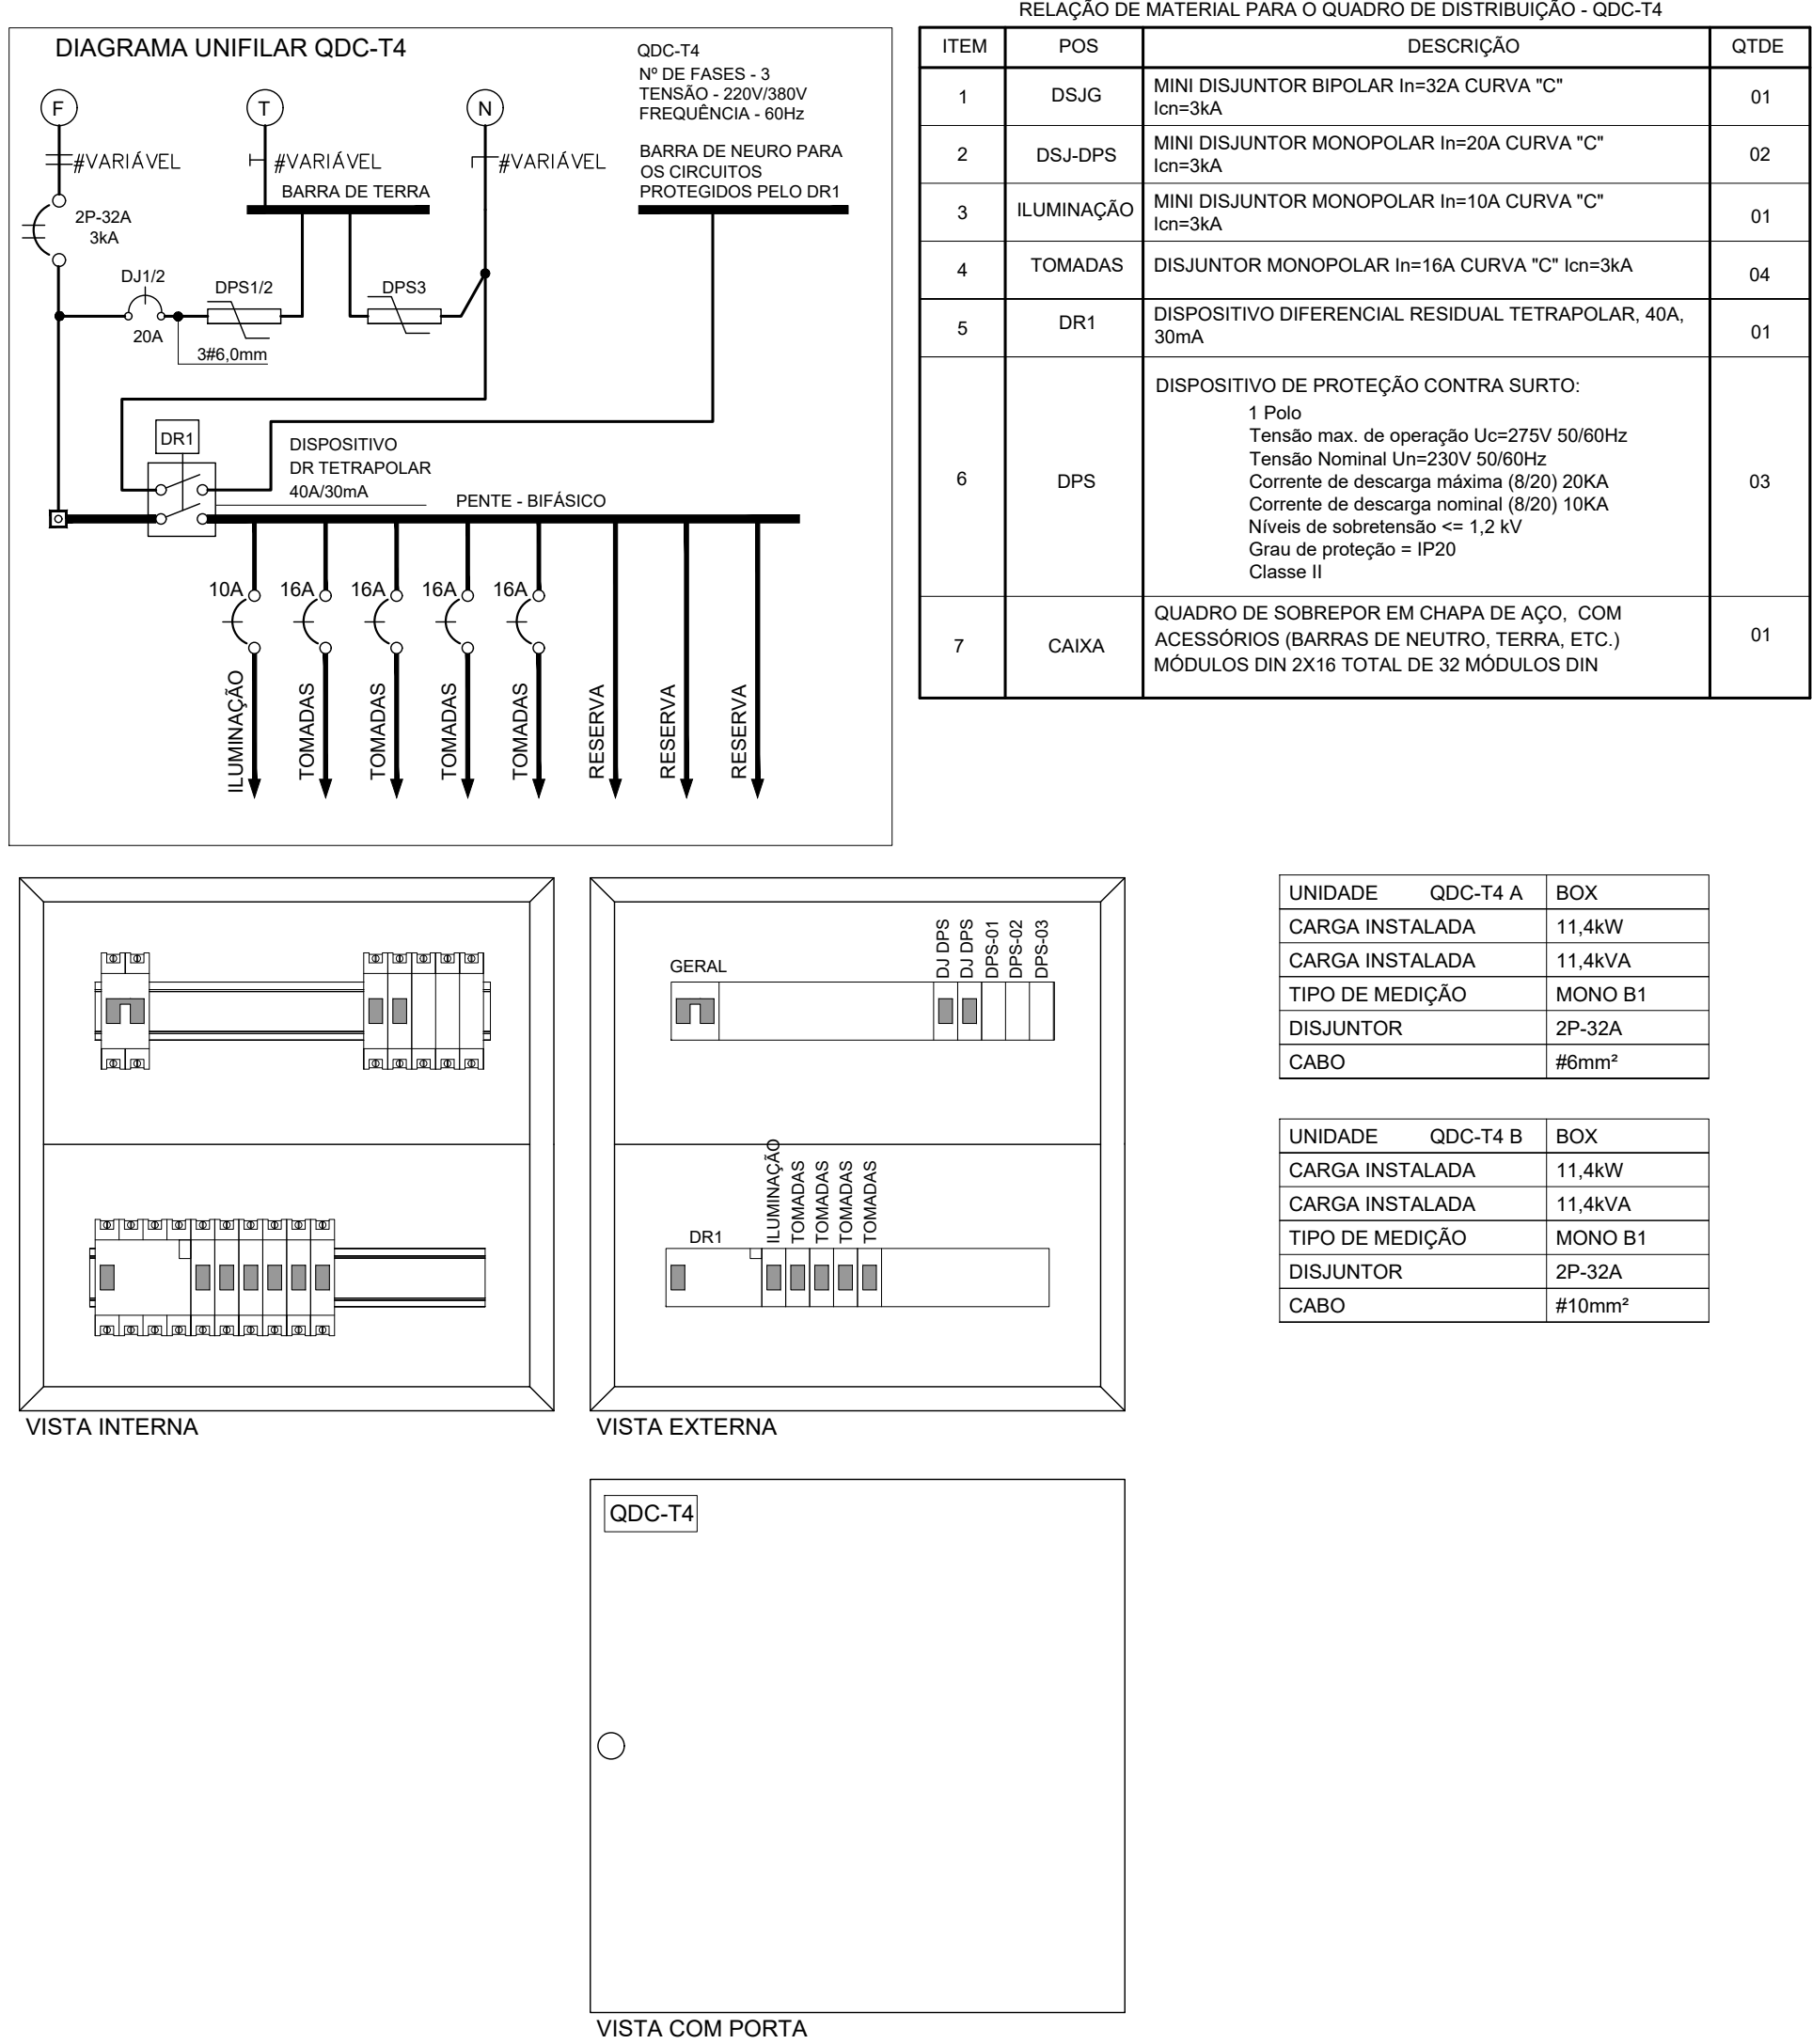 DIAGRAMA UNIFILAR QDC-T4
QDC-T4
Nº DE FASES - 3
TENSÃO - 220V/380V
FREQUÊNCIA - 60Hz
F
T
N
#VARIÁVEL
#VARIÁVEL
#VARIÁVEL
BARRA DE NEURO PARA
OS CIRCUITOS
PROTEGIDOS PELO DR1
BARRA DE TERRA
2P-32A
3kA
DJ1/2
20A
DPS1/2
DPS3
3#6,0mm
DR1
DISPOSITIVO
DR TETRAPOLAR
40A/30mA
PENTE - BIFÁSICO
10A
16A
16A
16A
16A
ILUMINAÇÃO
TOMADAS
TOMADAS
TOMADAS
TOMADAS
RESERVA
RESERVA
RESERVA
RELAÇÃO DE MATERIAL PARA O QUADRO DE DISTRIBUIÇÃO - QDC-T4
ITEM POS DESCRIÇÃO QTDE
1 DSJG MINI DISJUNTOR BIPOLAR In=32A CURVA "C" 01
Icn=3kA
2 DSJ-DPS MINI DISJUNTOR MONOPOLAR In=20A CURVA "C" 02
Icn=3kA
3 ILUMINAÇÃO MINI DISJUNTOR MONOPOLAR In=10A CURVA "C" 01
Icn=3kA
4 TOMADAS DISJUNTOR MONOPOLAR In=16A CURVA "C" Icn=3kA 04
5 DR1 DISPOSITIVO DIFERENCIAL RESIDUAL TETRAPOLAR, 40A, 01
30mA
6 DPS DISPOSITIVO DE PROTEÇÃO CONTRA SURTO: 03
1 Polo
Tensão max. de operação Uc=275V 50/60Hz
Tensão Nominal Un=230V 50/60Hz
Corrente de descarga máxima (8/20) 20KA
Corrente de descarga nominal (8/20) 10KA
Níveis de sobretensão <= 1,2 kV
Grau de proteção = IP20
Classe II
7 CAIXA QUADRO DE SOBREPOR EM CHAPA DE AÇO, COM 01
ACESSÓRIOS (BARRAS DE NEUTRO, TERRA, ETC.)
MÓDULOS DIN 2X16 TOTAL DE 32 MÓDULOS DIN
VISTA INTERNA
GERAL
DJ DPS
DJ DPS
DPS-01
DPS-02
DPS-03
DR1
ILUMINAÇÃO
TOMADAS
TOMADAS
TOMADAS
TOMADAS
VISTA EXTERNA
UNIDADE QDC-T4 A BOX
CARGA INSTALADA 11,4kW
CARGA INSTALADA 11,4kVA
TIPO DE MEDIÇÃO MONO B1
DISJUNTOR 2P-32A
CABO #6mm²
UNIDADE QDC-T4 B BOX
CARGA INSTALADA 11,4kW
CARGA INSTALADA 11,4kVA
TIPO DE MEDIÇÃO MONO B1
DISJUNTOR 2P-32A
CABO #10mm²
QDC-T4
VISTA COM PORTA